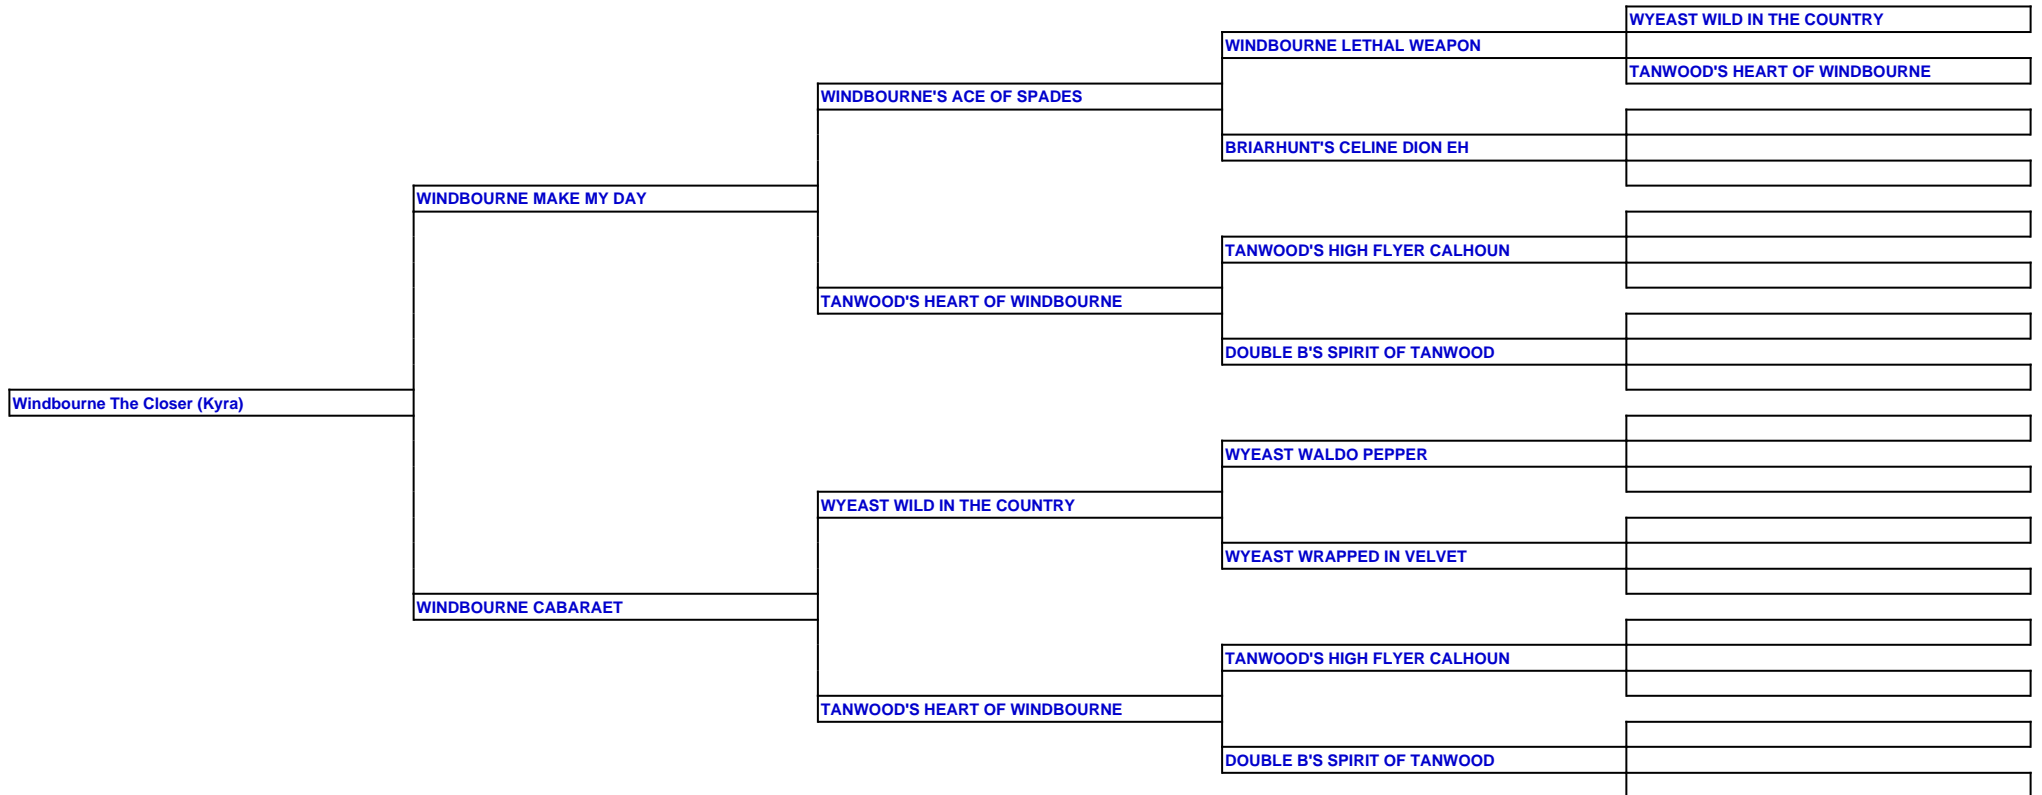 WYEAST WILD IN THE COUNTRY
WINDBOURNE LETHAL WEAPON
TANWOOD'S HEART OF WINDBOURNE
WINDBOURNE'S ACE OF SPADES
BRIARHUNT'S CELINE DION EH
WINDBOURNE MAKE MY DAY
TANWOOD'S HIGH FLYER CALHOUN
TANWOOD'S HEART OF WINDBOURNE
DOUBLE B'S SPIRIT OF TANWOOD
Windbourne The Closer (Kyra)
WYEAST WALDO PEPPER
WYEAST WILD IN THE COUNTRY
WYEAST WRAPPED IN VELVET
WINDBOURNE CABARAET
TANWOOD'S HIGH FLYER CALHOUN
TANWOOD'S HEART OF WINDBOURNE
DOUBLE B'S SPIRIT OF TANWOOD